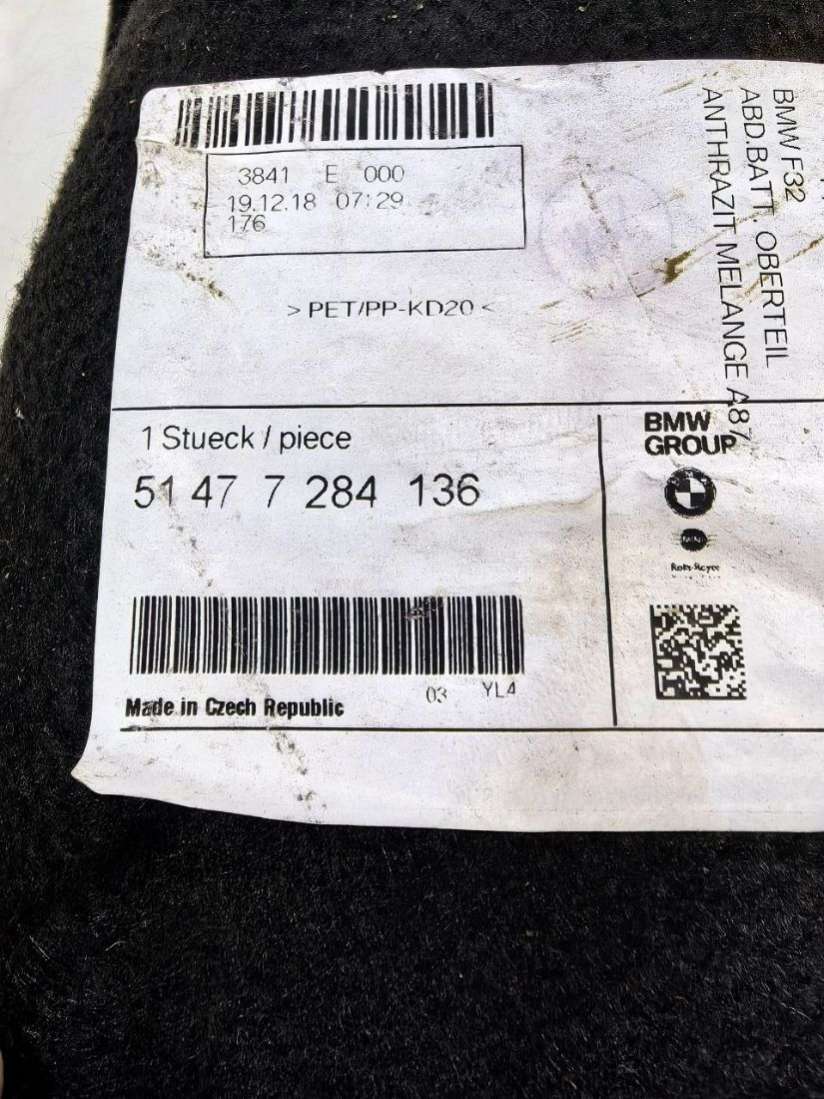 3841 E 000
19.12.18 07:29
176
> PET/PP-KD20 <
BMW F32
ABD.BATT. OBERTEIL
ANTHRAZIT MELANGE A87
1 Stueck / piece
51 47 7 284 136
BMW
GROUP
MINI
03 YL4
Made in Czech Republic